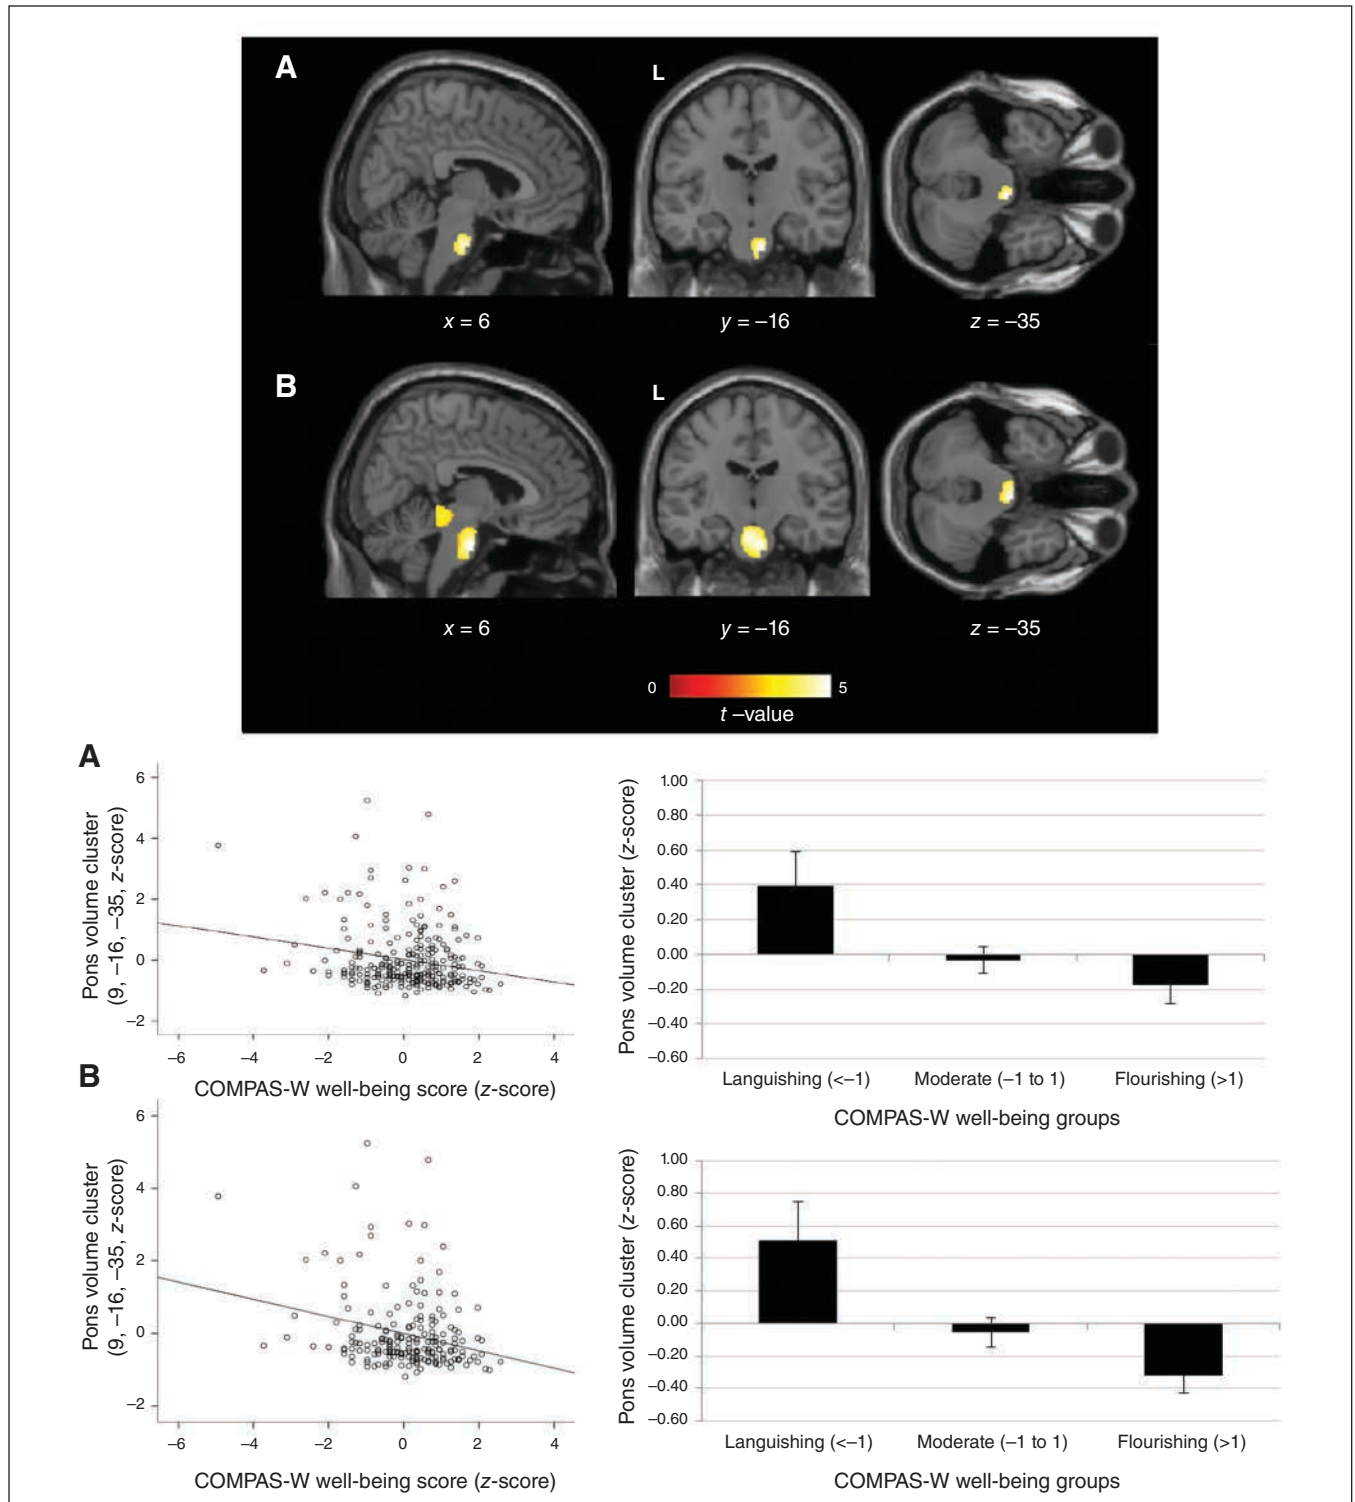 A
L
x = 6
y = –16
z = –35
B
L
x = 6
y = –16
z = –35
0
5
t –value
A
Pons volume cluster
(9, –16, –35, z-score)
6
4
2
0
–2
–6
–4
–2
0
2
4
COMPAS-W well-being score (z-score)
Pons volume cluster (z-score)
1.00
0.80
0.60
0.40
0.20
0.00
–0.20
–0.40
–0.60
Languishing (<–1)
Moderate (–1 to 1)
Flourishing (>1)
COMPAS-W well-being groups
B
Pons volume cluster
(9, –16, –35, z-score)
6
4
2
0
–2
–6
–4
–2
0
2
4
COMPAS-W well-being score (z-score)
Pons volume cluster (z-score)
1.00
0.80
0.60
0.40
0.20
0.00
–0.20
–0.40
–0.60
Languishing (<–1)
Moderate (–1 to 1)
Flourishing (>1)
COMPAS-W well-being groups